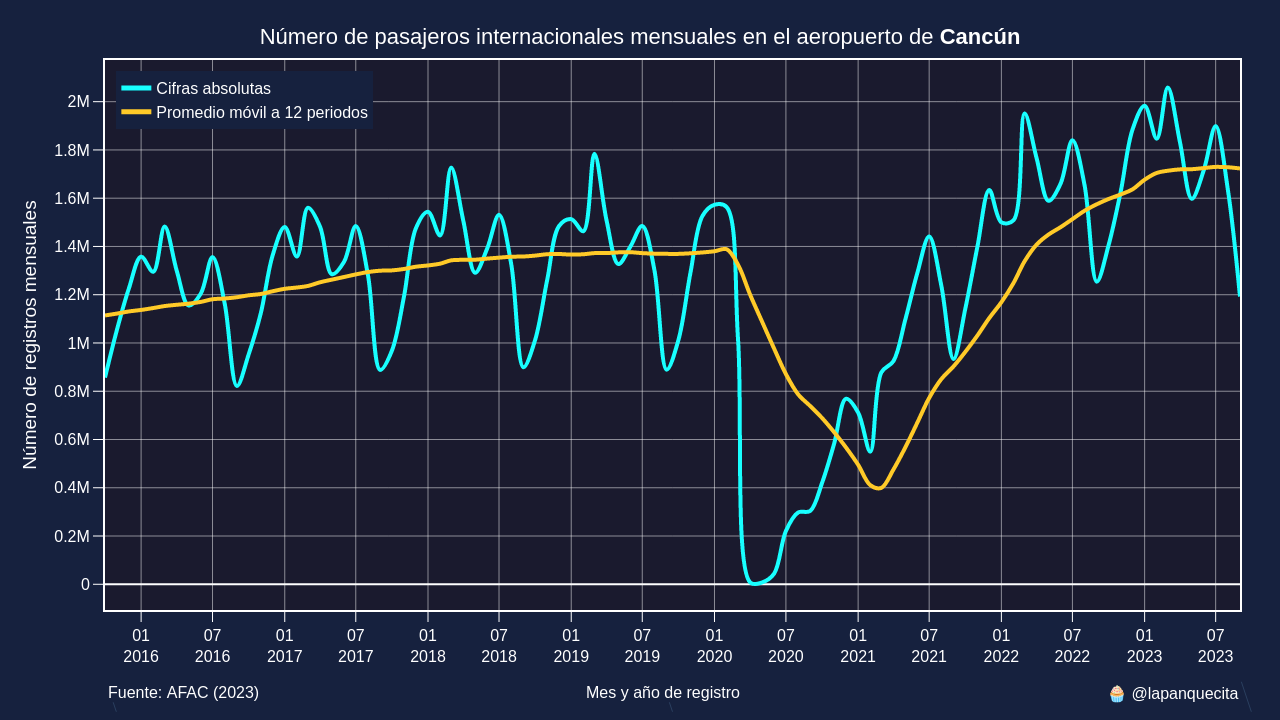 Número de pasajeros internacionales mensuales en el aeropuerto de Cancún
Cifras absolutas
Promedio móvil a 12 periodos
Número de registros mensuales
2M
1.8M
1.6M
1.4M
1.2M
1M
0.8M
0.6M
0.4M
0.2M
0
01 07 01 07 01 07 01 07 01 07 01 07 01 07 01 07
2016 2016 2017 2017 2018 2018 2019 2019 2020 2020 2021 2021 2022 2022 2023 2023
Fuente: AFAC (2023) Mes y año de registro 🧁 @lapanquecita